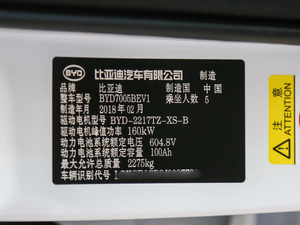 BYD 比亚迪汽车有限公司 制造
品牌 比亚迪 制造国 中国
整车型号 BYD7005BEV1 乘坐人数 5
制造年月 2018年02月
驱动电机型号 BYD-2217TZ-XS-B
驱动电机峰值功率 160kW
动力电池系统额定电压 604.8V
动力电池系统额定容量 100Ah
最大允许总质量 2275kg
车辆识别代号
注意
ATTENTION